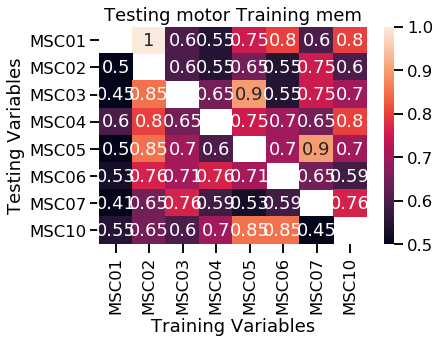 Testing motor Training mem
Testing Variables
MSC01 1 0.6 0.55 0.75 0.8 0.6 0.8
MSC02 0.5 0.6 0.55 0.65 0.55 0.75 0.6
MSC03 0.45 0.85 0.65 0.9 0.55 0.75 0.7
MSC04 0.6 0.8 0.65 0.75 0.7 0.65 0.8
MSC05 0.5 0.85 0.7 0.6 0.7 0.9 0.7
MSC06 0.53 0.76 0.71 0.76 0.71 0.65 0.59
MSC07 0.41 0.65 0.76 0.59 0.53 0.59 0.76
MSC10 0.55 0.65 0.6 0.7 0.85 0.85 0.45
MSC01 MSC02 MSC03 MSC04 MSC05 MSC06 MSC07 MSC10
Training Variables
1.0
0.9
0.8
0.7
0.6
0.5